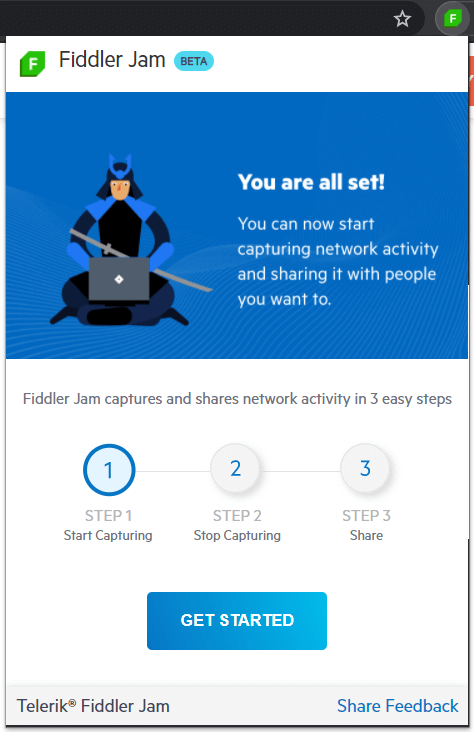 F
F Fiddler Jam BETA
You are all set!
You can now start
capturing network activity
and sharing it with people
you want to.
Fiddler Jam captures and shares network activity in 3 easy steps
1 2 3
STEP 1 STEP 2 STEP 3
Start Capturing Stop Capturing Share
GET STARTED
Telerik® Fiddler Jam Share Feedback